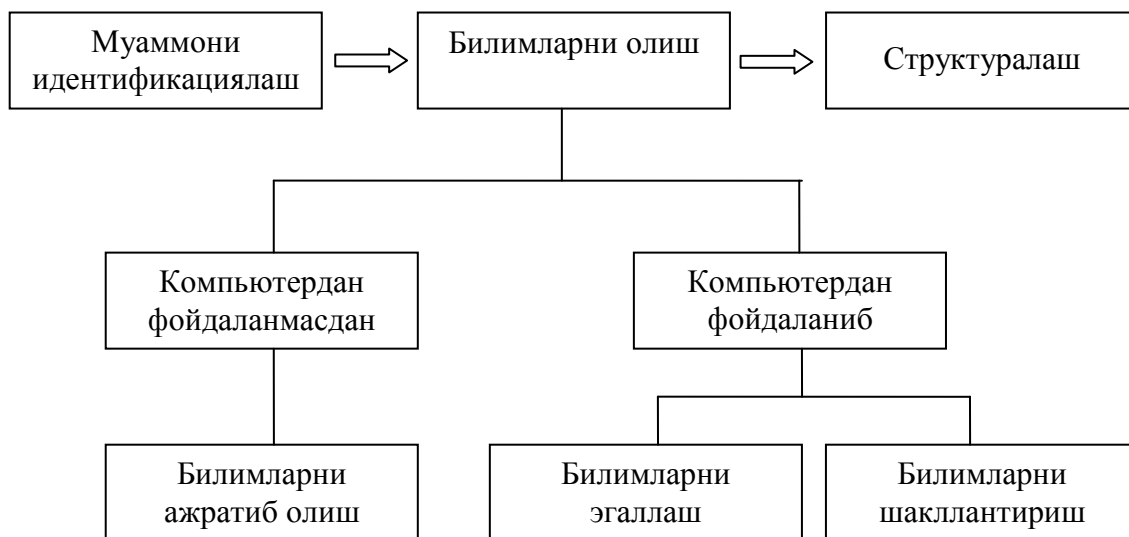 Муаммони
идентификациялаш
Билимларни олиш
Структуралаш
Компьютердан
фойдаланмасдан
Компьютердан
фойдаланиб
Билимларни
ажратиб олиш
Билимларни
эгаллаш
Билимларни
шакллантириш